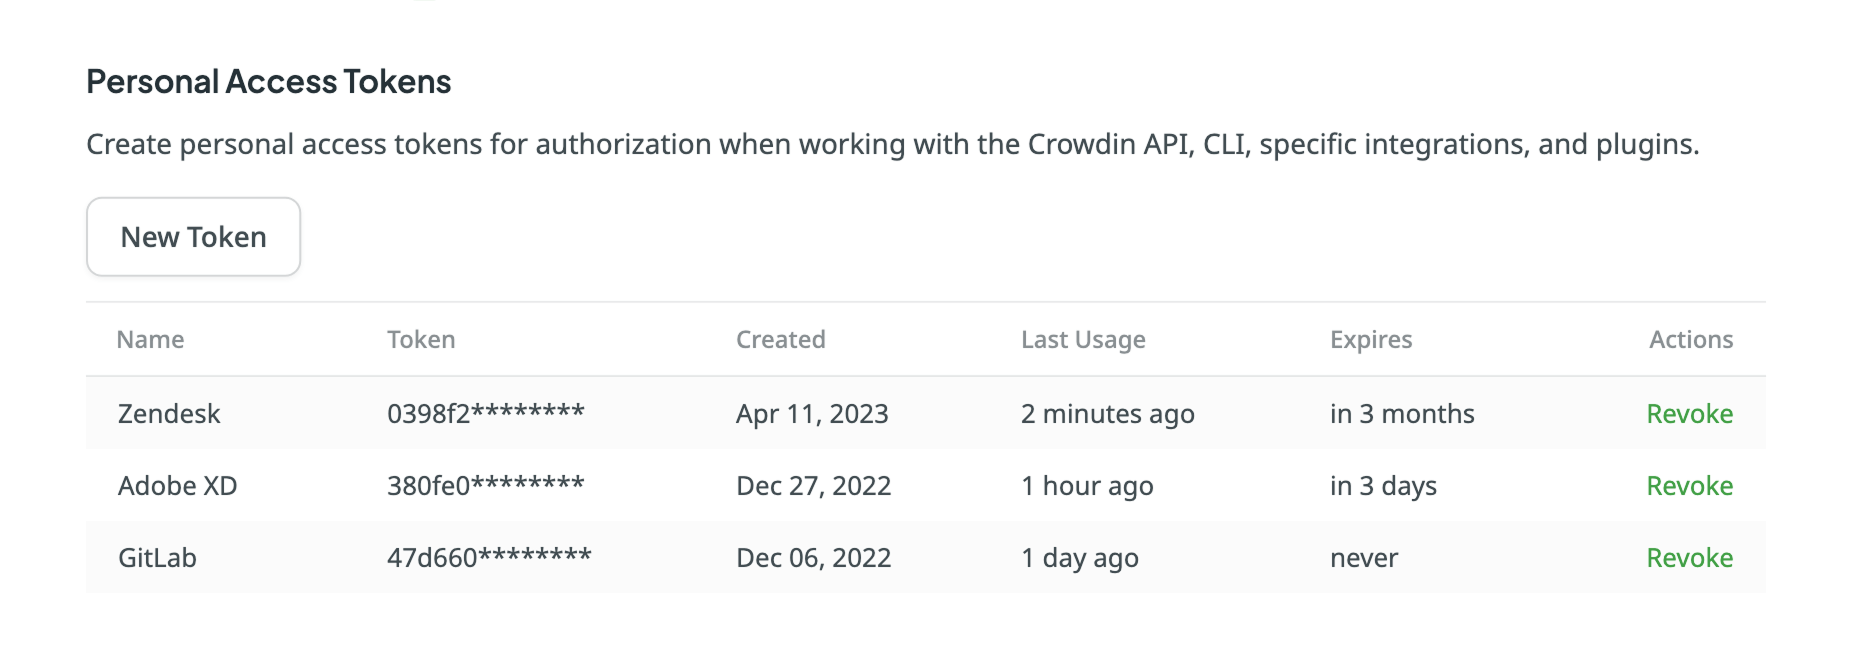 Personal Access Tokens
Create personal access tokens for authorization when working with the Crowdin API, CLI, specific integrations, and plugins.
New Token
Name Token Created Last Usage Expires Actions
Zendesk 0398f2******** Apr 11, 2023 2 minutes ago in 3 months Revoke
Adobe XD 380fe0******** Dec 27, 2022 1 hour ago in 3 days Revoke
GitLab 47d660******** Dec 06, 2022 1 day ago never Revoke